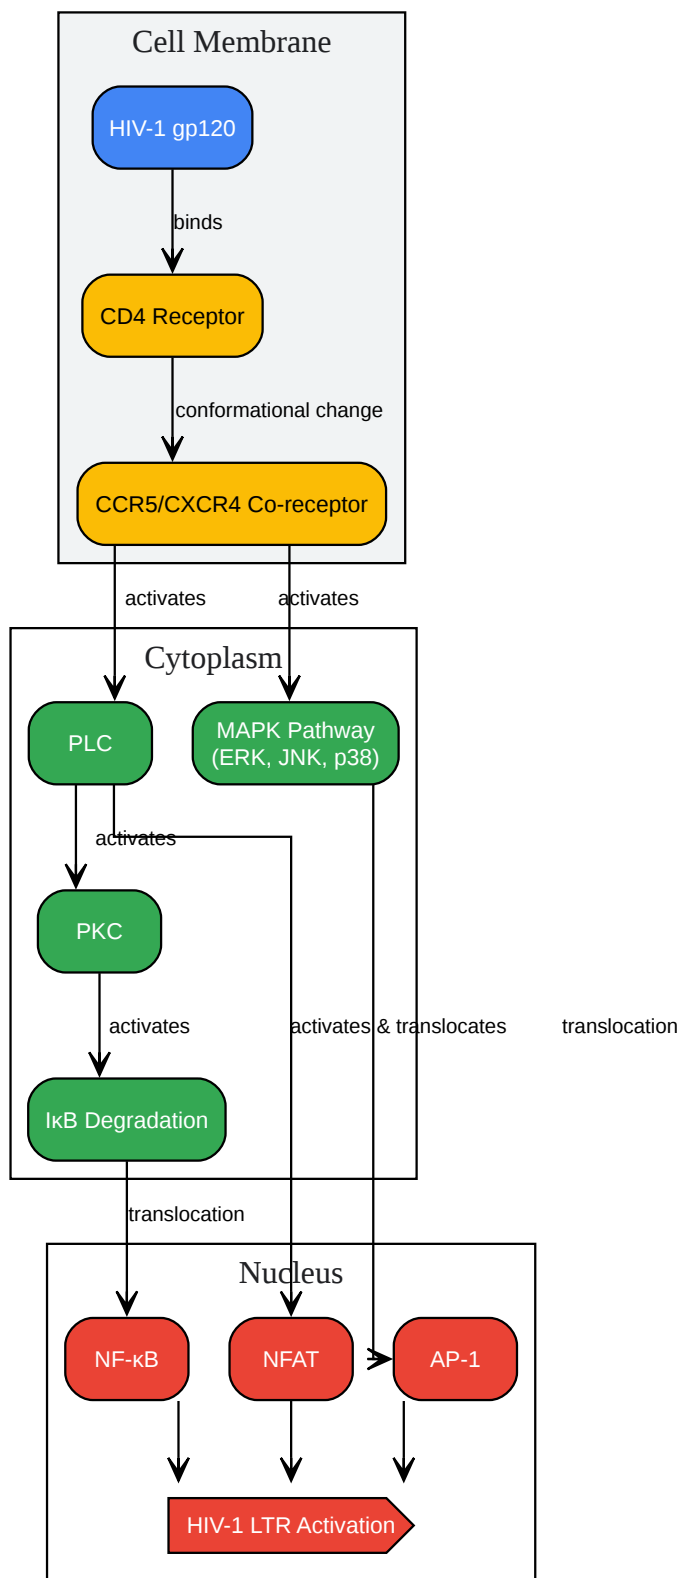 Cell Membrane
HIV-1 gp120
binds
CD4 Receptor
conformational change
CCR5/CXCR4 Co-receptor
activates
activates
Cytoplasm
PLC
MAPK Pathway
(ERK, JNK, p38)
activates
PKC
activates
activates & translocates
translocation
IκB Degradation
translocation
Nucleus
NF-κB
NFAT
AP-1
HIV-1 LTR Activation